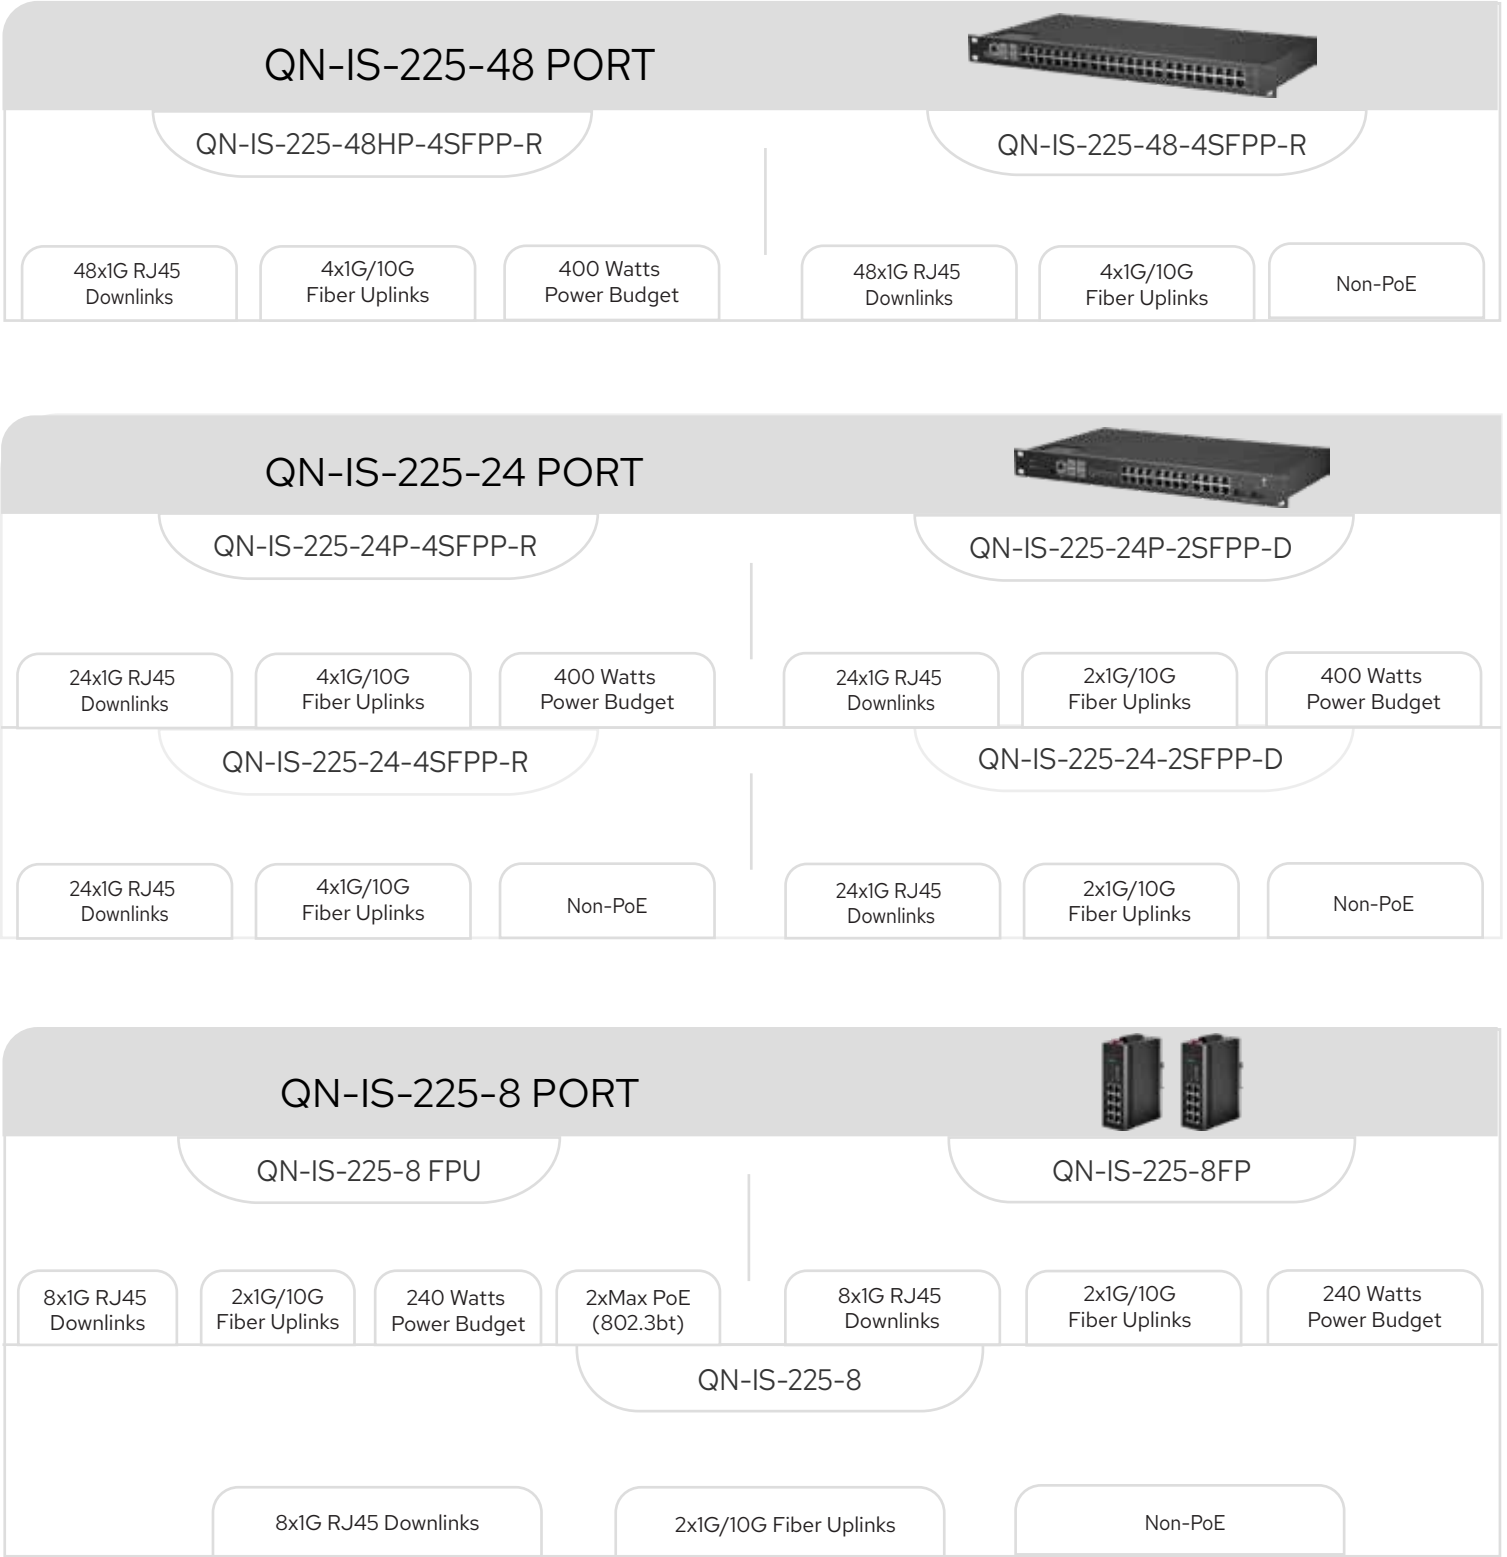 QN-IS-225-48 PORT
QN-IS-225-48HP-4SFPP-R
48x1G RJ45
Downlinks
4x1G/10G
Fiber Uplinks
400 Watts
Power Budget
QN-IS-225-48-4SFPP-R
48x1G RJ45
Downlinks
4x1G/10G
Fiber Uplinks
Non-PoE
QN-IS-225-24 PORT
QN-IS-225-24P-4SFPP-R
24x1G RJ45
Downlinks
4x1G/10G
Fiber Uplinks
400 Watts
Power Budget
QN-IS-225-24P-2SFPP-D
24x1G RJ45
Downlinks
2x1G/10G
Fiber Uplinks
400 Watts
Power Budget
QN-IS-225-24-4SFPP-R
24x1G RJ45
Downlinks
4x1G/10G
Fiber Uplinks
Non-PoE
QN-IS-225-24-2SFPP-D
24x1G RJ45
Downlinks
2x1G/10G
Fiber Uplinks
Non-PoE
QN-IS-225-8 PORT
QN-IS-225-8 FPU
8x1G RJ45
Downlinks
2x1G/10G
Fiber Uplinks
240 Watts
Power Budget
2xMax PoE
(802.3bt)
QN-IS-225-8FP
8x1G RJ45
Downlinks
2x1G/10G
Fiber Uplinks
240 Watts
Power Budget
QN-IS-225-8
8x1G RJ45 Downlinks
2x1G/10G Fiber Uplinks
Non-PoE